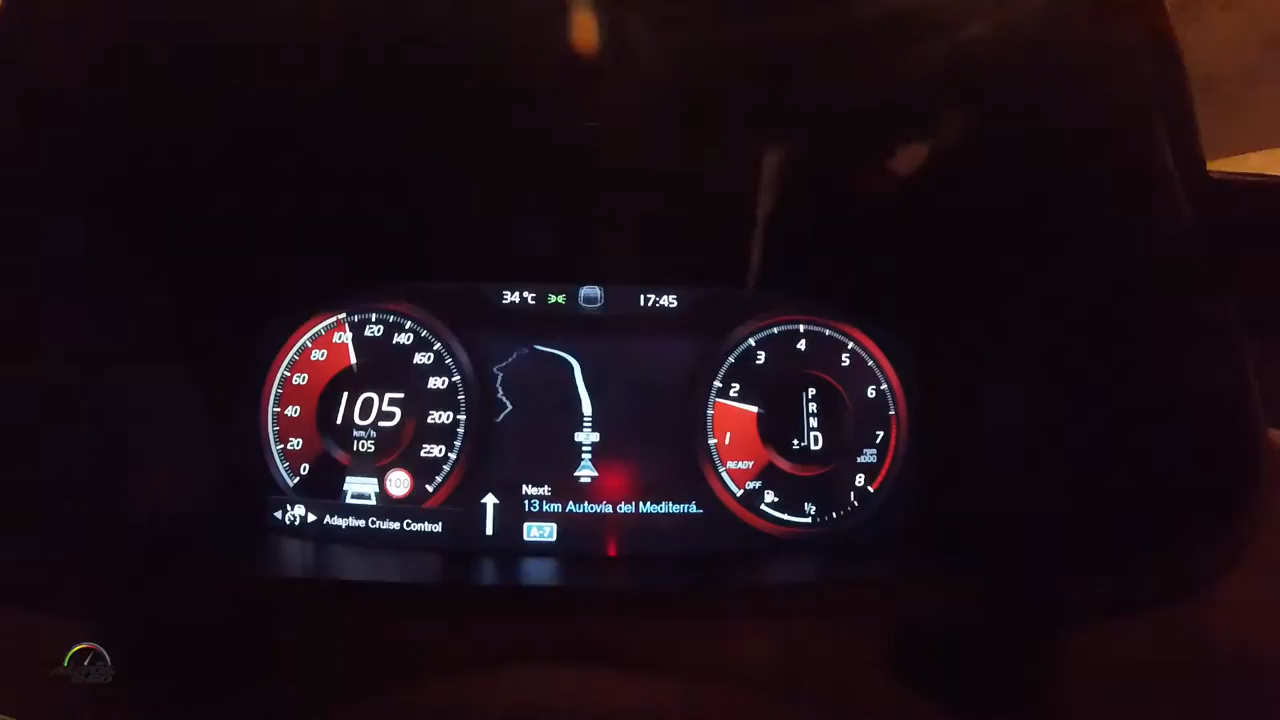 34 °C
17:45
0
20
40
60
80
100
120
140
160
180
200
230
105
km/h
105
100
Adaptive Cruise Control
Next:
13 km Autovía del Mediterrá...
A-7
OFF
READY
1
2
3
4
5
6
7
8
rpm
x1000
P
R
N
± D
1/2
1